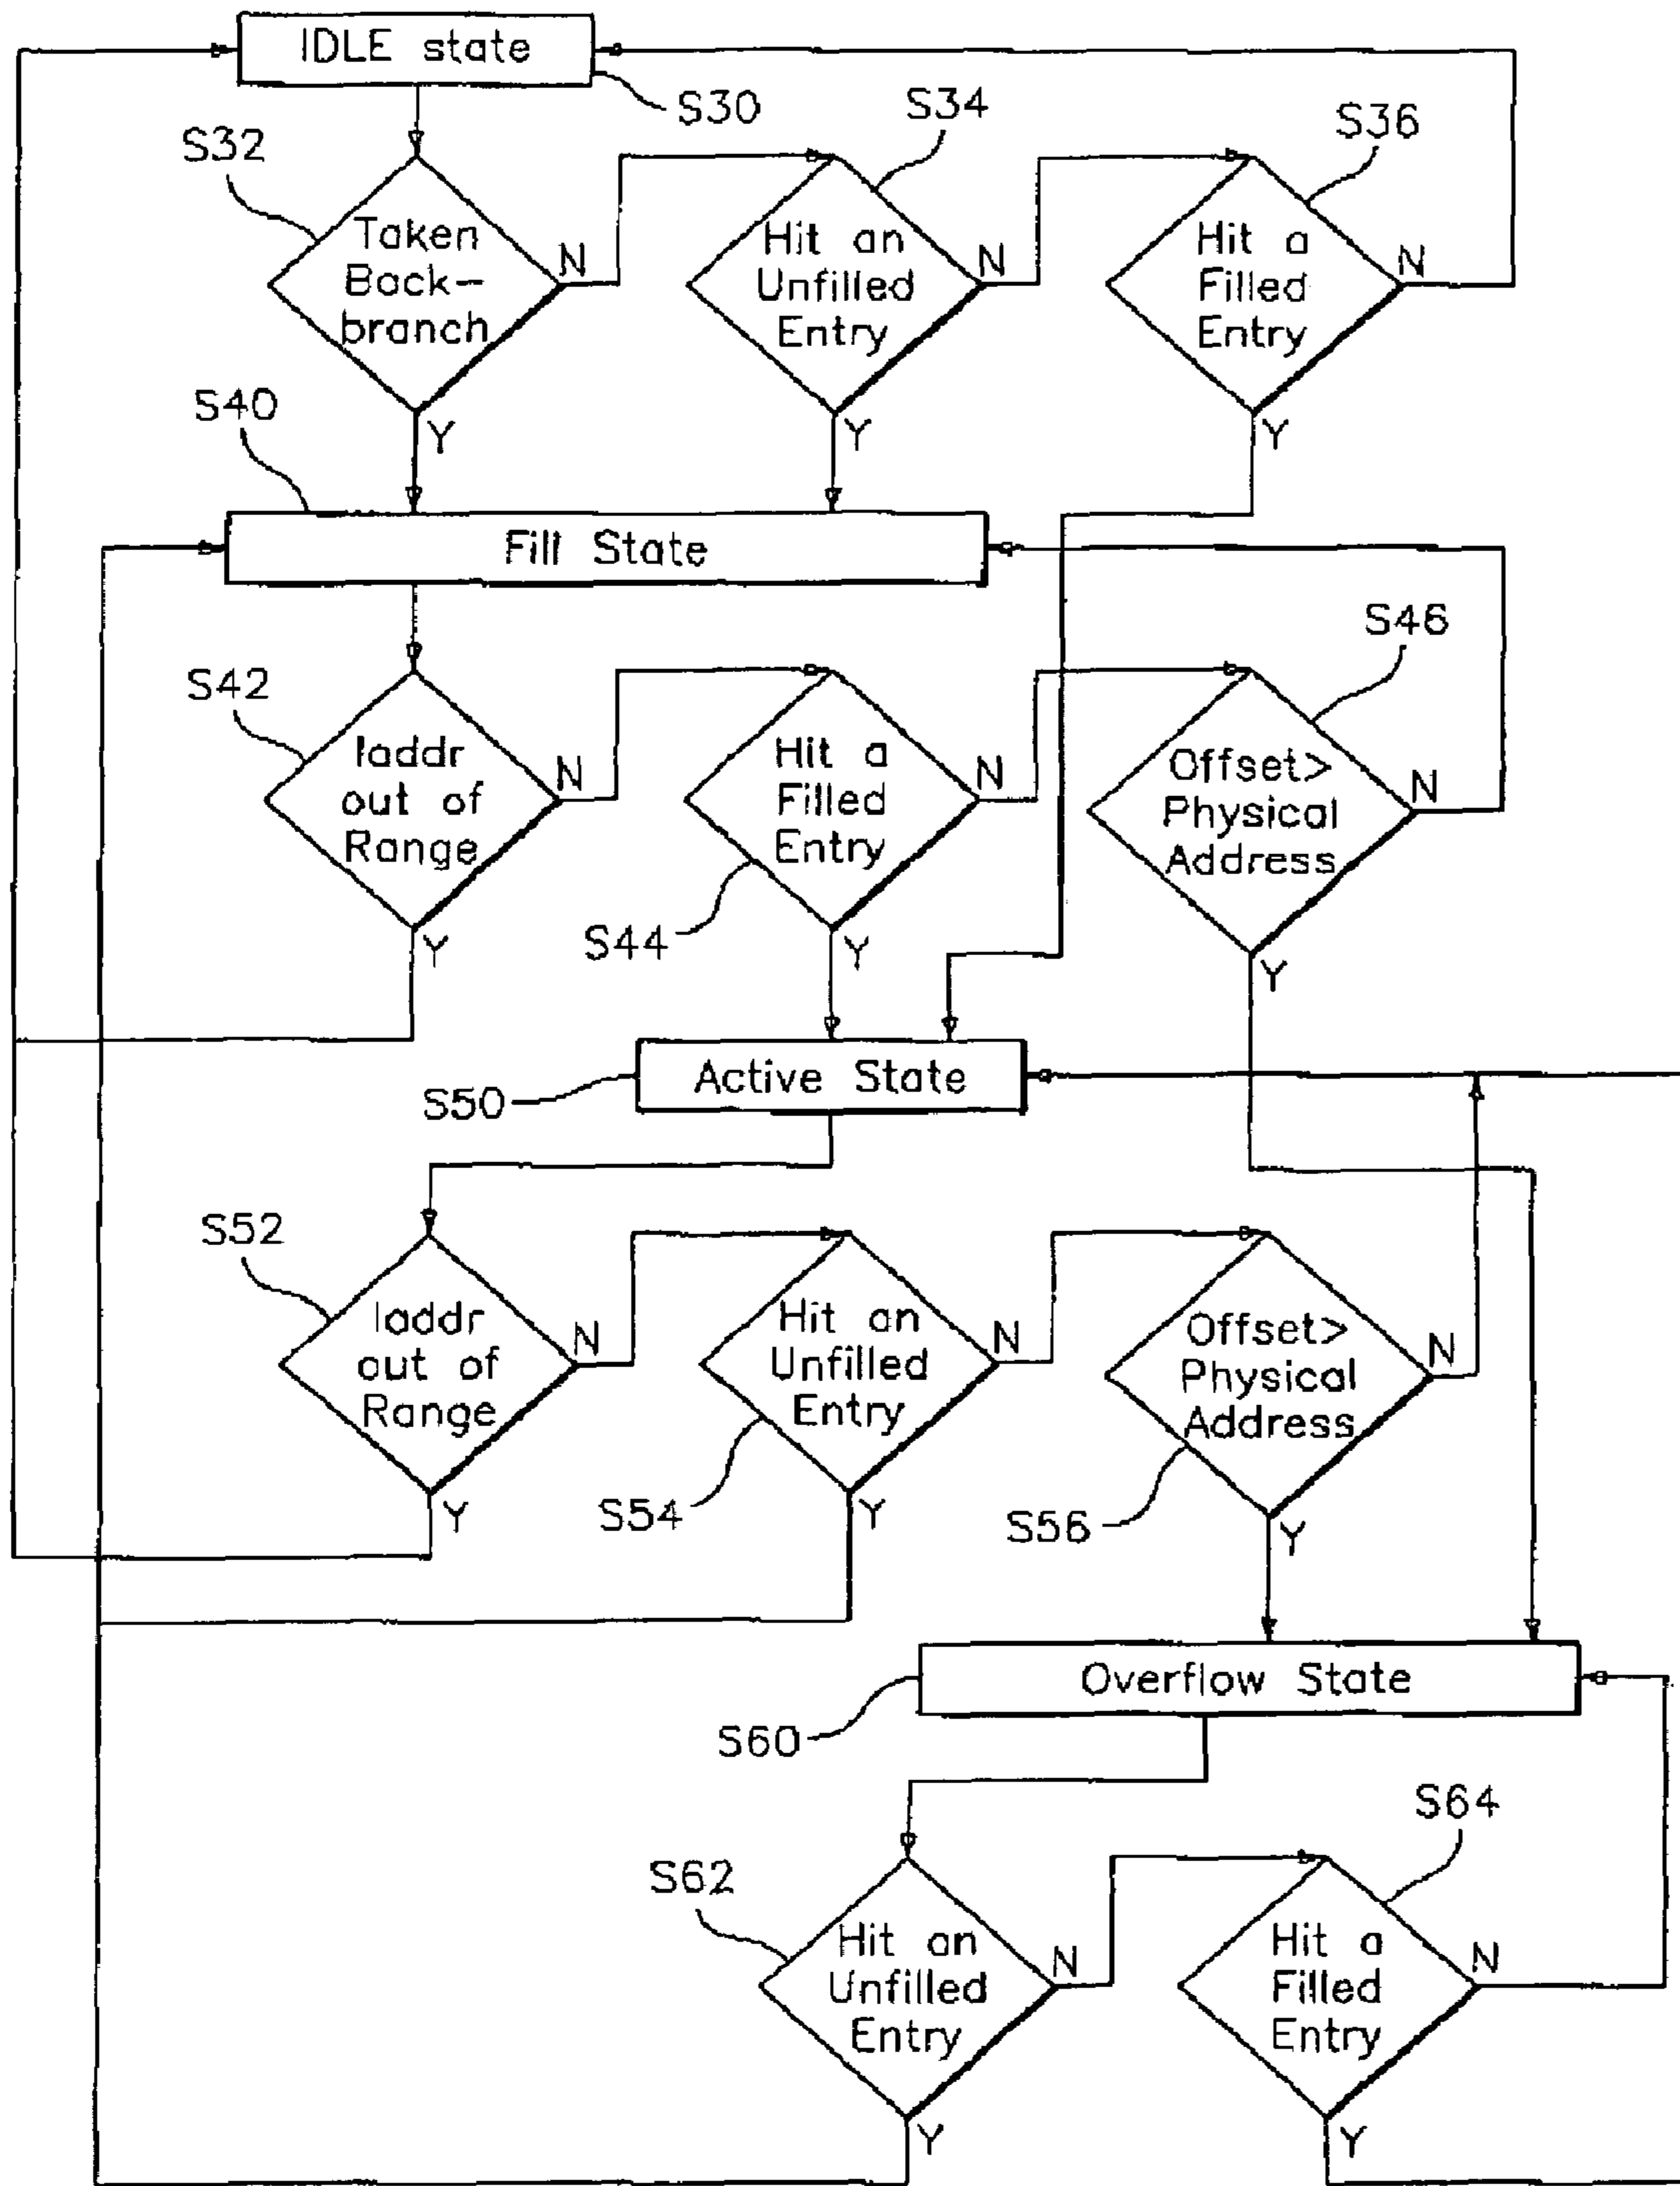 IDLE state
S30
S32
S34
S36
Taken
Back-
branch
N
Y
Hit an
Unfilled
Entry
N
Y
Hit a
Filled
Entry
N
Y
S40
Fill State
S42
S46
Iaddr
out of
Range
N
Y
Hit a
Filled
Entry
N
Y
S44
Offset>
Physical
Address
N
Y
S50
Active State
S52
Iaddr
out of
Range
N
Y
Hit an
Unfilled
Entry
N
Y
S54
Offset>
Physical
Address
N
Y
S56
Overflow State
S60
S62
S64
Hit an
Unfilled
Entry
N
Y
Hit a
Filled
Entry
N
Y